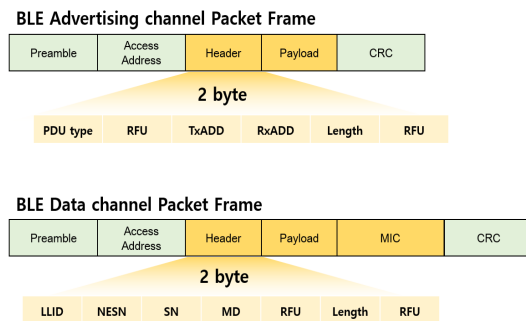 BLE Advertising channel Packet Frame
Preamble Access Address Header Payload CRC
2 byte
PDU type RFU TxADD RxADD Length RFU
BLE Data channel Packet Frame
Preamble Access Address Header Payload MIC CRC
2 byte
LLID NESN SN MD RFU Length RFU